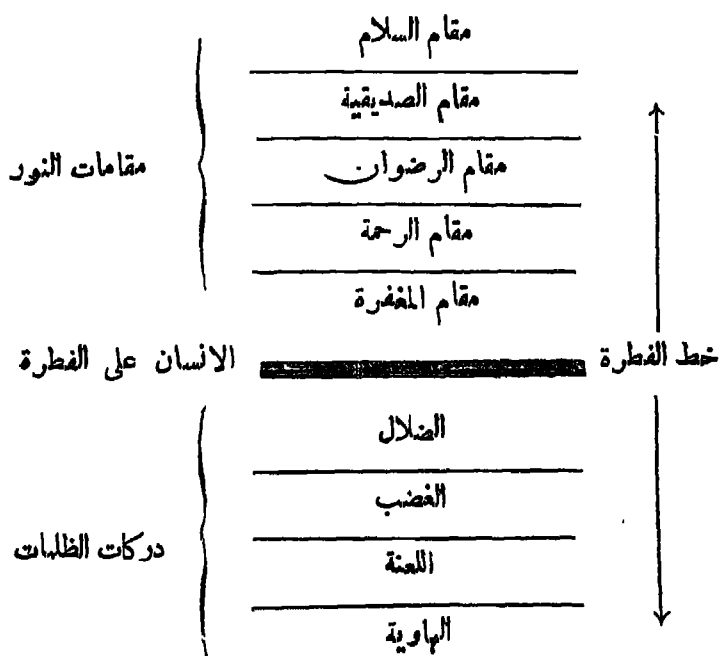 مقام السلام
مقام الصديقية
مقامات النور
مقام الرضوان
مقام الرحمة
مقام المغفرة
خط الفطرة
الانسان على الفطرة
الضلال
الغضب
دركات الظلمات
اللعنة
الهاوية